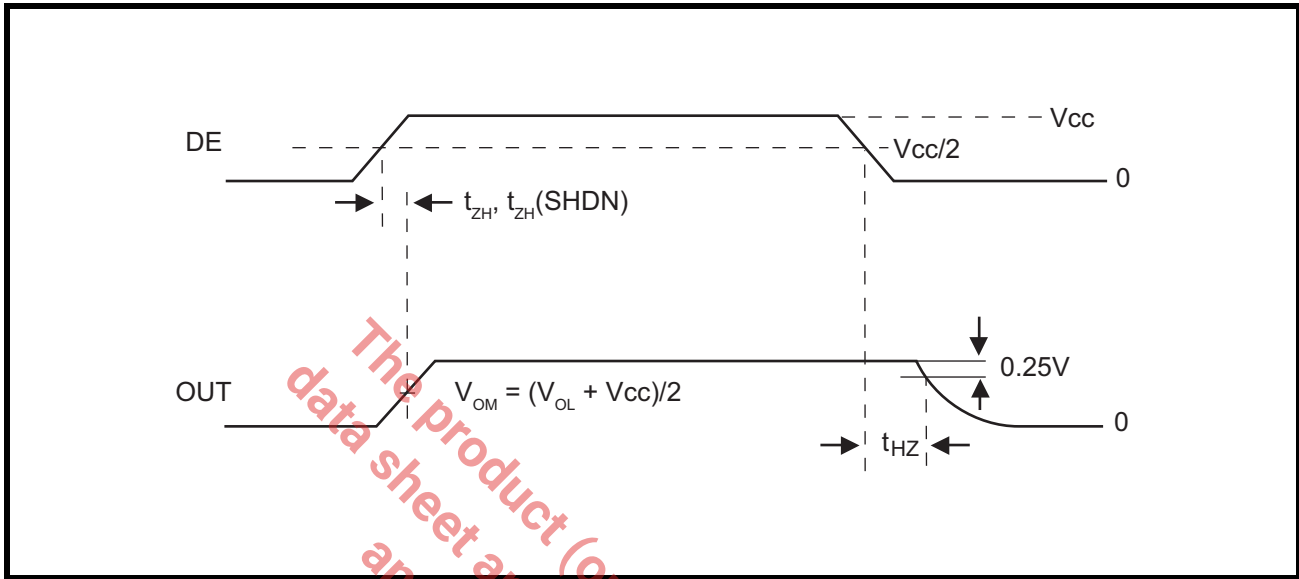 DE
Vcc
Vcc/2
0
tZH, tZH(SHDN)
OUT
VOM = (VOL + Vcc)/2
0.25V
0
tHZ
The product (o
data sheet a
an